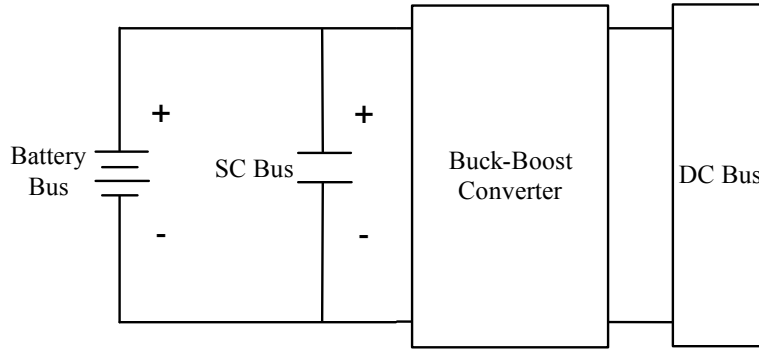 +
+
Battery
Bus
SC Bus
Buck-Boost
Converter
DC Bus
-
-